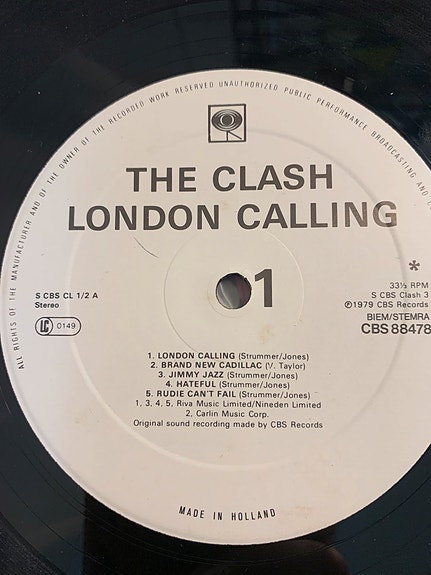 ALL RIGHTS OF THE MANUFACTURER AND OF THE OWNER OF THE RECORDED WORK RESERVED UNAUTHORIZED PUBLIC PERFORMANCE BROADCASTING AND
THE CLASH
LONDON CALLING
*
1
S CBS CL 1/2 A
Stereo
LC 0149
33⅓ RPM
S CBS Clash 3
℗1979 CBS Records
BIEM/STEMRA
CBS 88478
1. LONDON CALLING (Strummer/Jones)
2. BRAND NEW CADILLAC (V. Taylor)
3. JIMMY JAZZ (Strummer/Jones)
4. HATEFUL (Strummer/Jones)
5. RUDIE CAN'T FAIL (Strummer/Jones)
1, 3, 4, 5, Riva Music Limited/Nineden Limited
2, Carlin Music Corp.
Original sound recording made by CBS Records
MADE IN HOLLAND